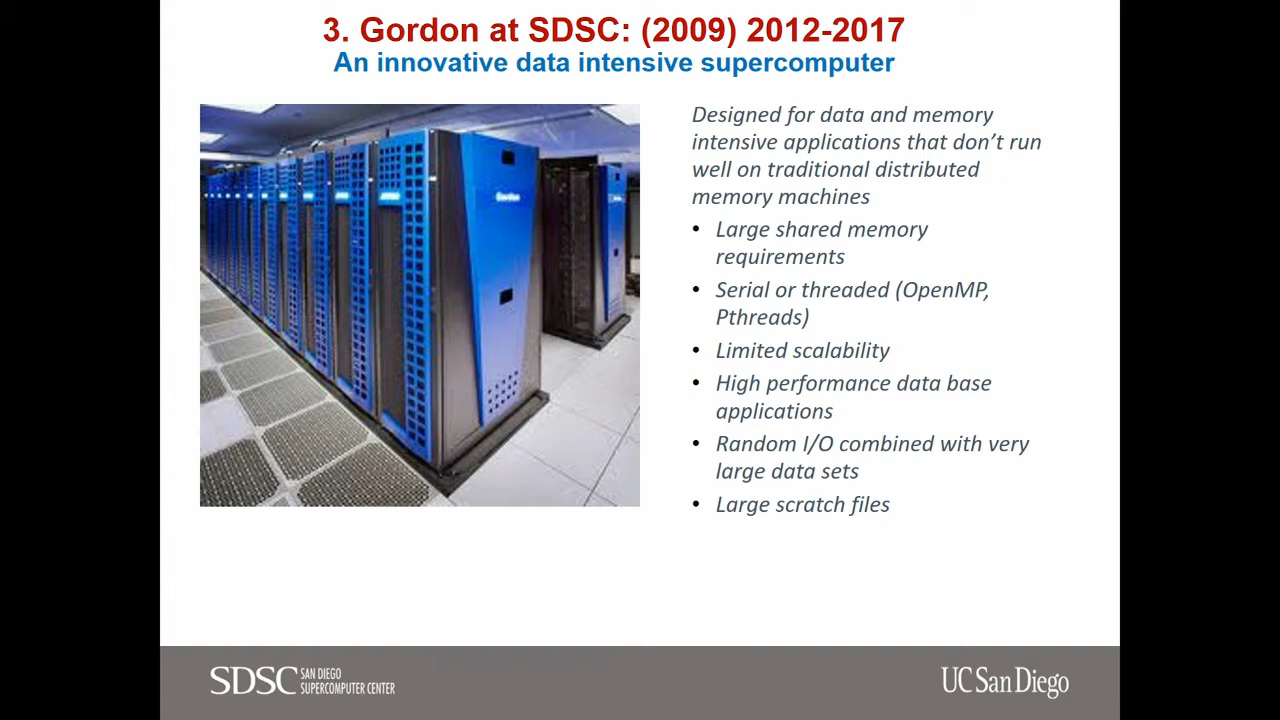 3. Gordon at SDSC: (2009) 2012-2017
An innovative data intensive supercomputer
Designed for data and memory
intensive applications that don’t run
well on traditional distributed
memory machines
• Large shared memory
requirements
• Serial or threaded (OpenMP,
Pthreads)
• Limited scalability
• High performance data base
applications
• Random I/O combined with very
large data sets
• Large scratch files
Gordon
SDSC SAN DIEGO
SUPERCOMPUTER CENTER
UC San Diego